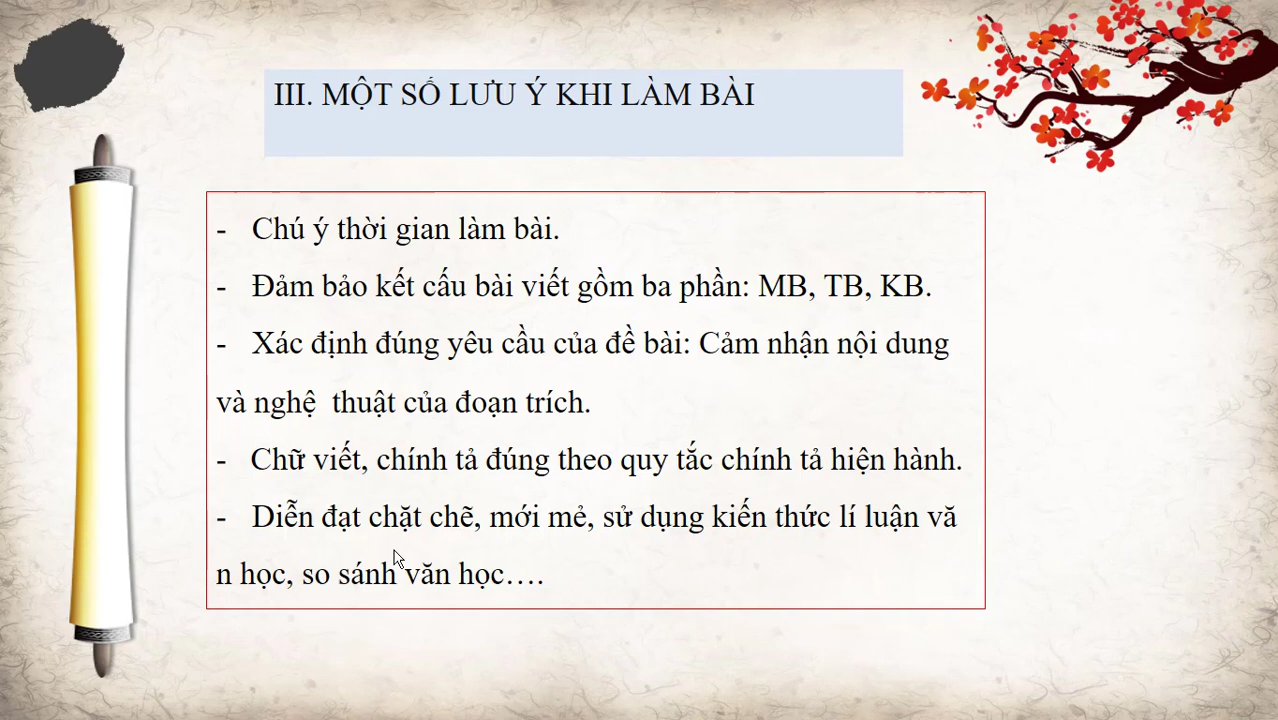 III. MỘT SỐ LƯU Ý KHI LÀM BÀI
- Chú ý thời gian làm bài.
- Đảm bảo kết cấu bài viết gồm ba phần: MB, TB, KB.
- Xác định đúng yêu cầu của đề bài: Cảm nhận nội dung
và nghệ thuật của đoạn trích.
- Chữ viết, chính tả đúng theo quy tắc chính tả hiện hành.
- Diễn đạt chặt chẽ, mới mẻ, sử dụng kiến thức lí luận vă
n học, so sánh văn học….